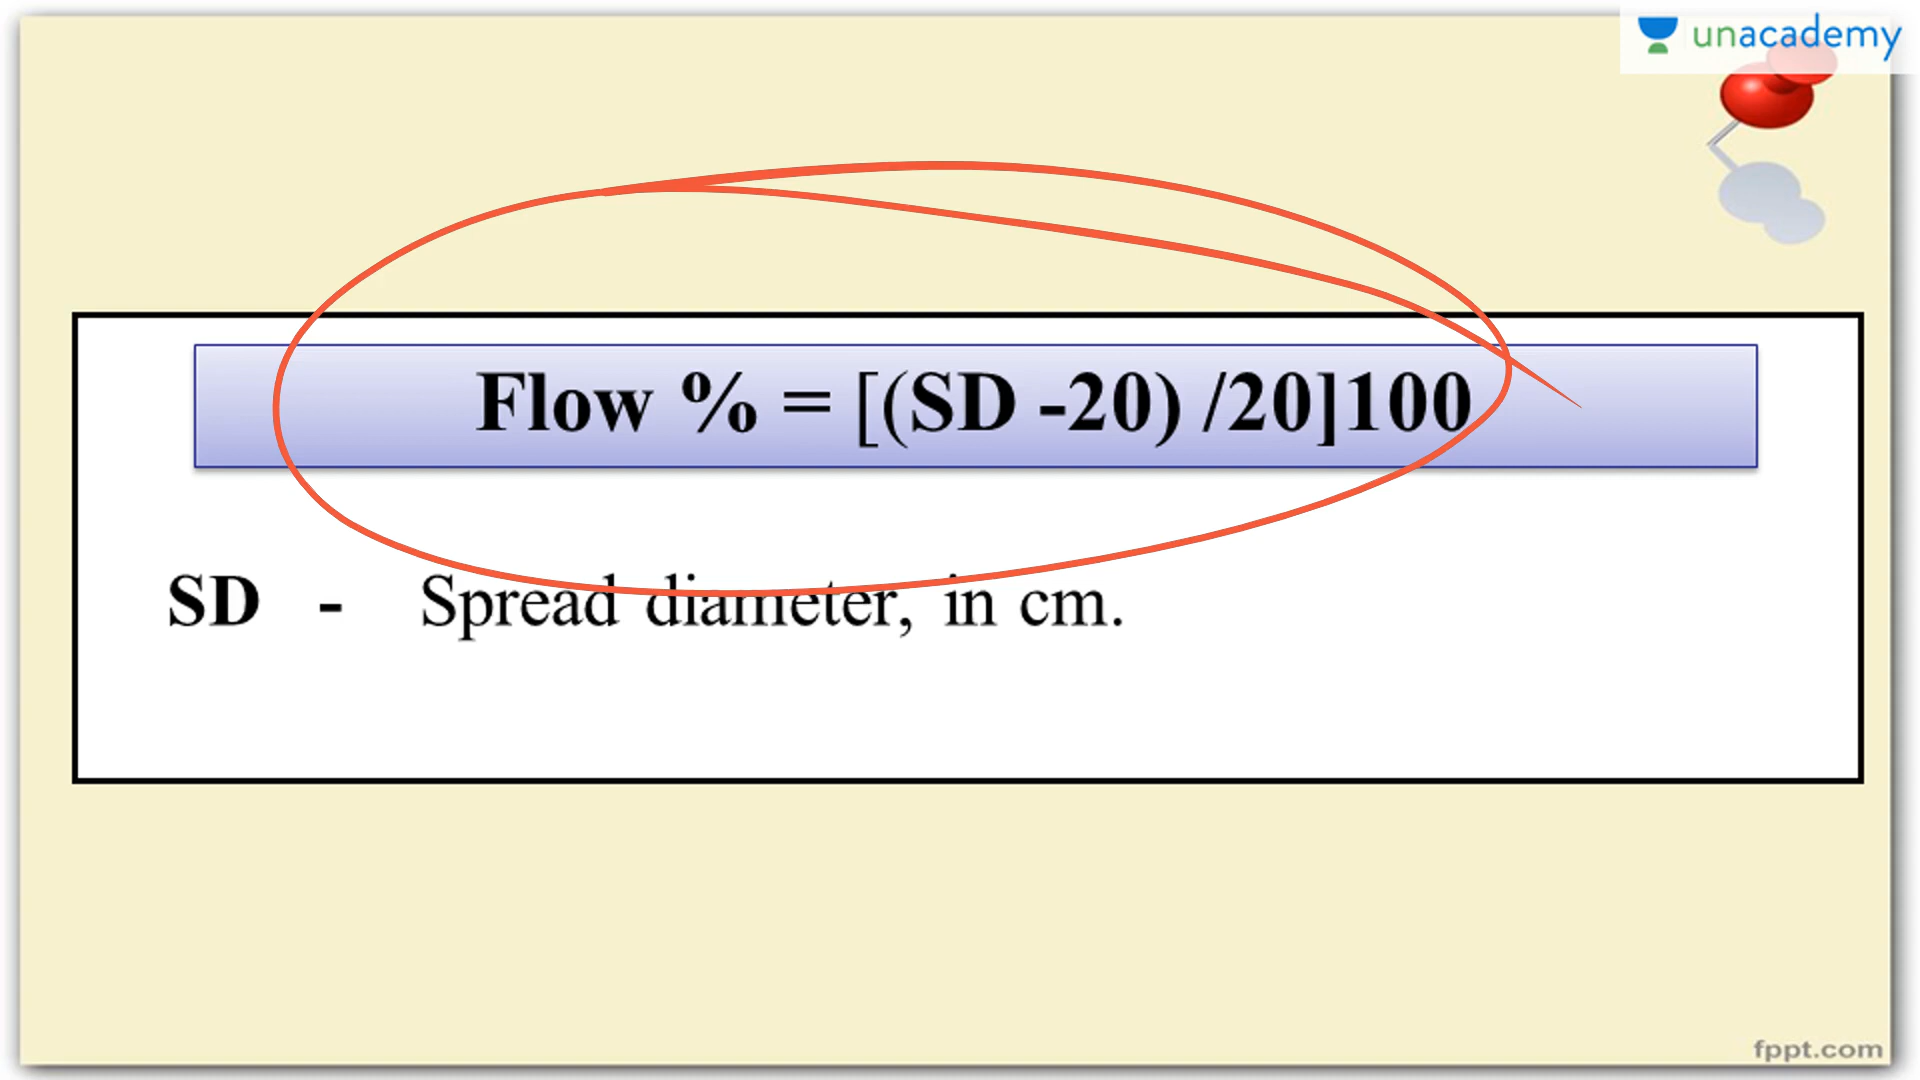 unacademy
Flow % = [(SD -20) /20]100
SD - Spread diameter, in cm.
fppt.com